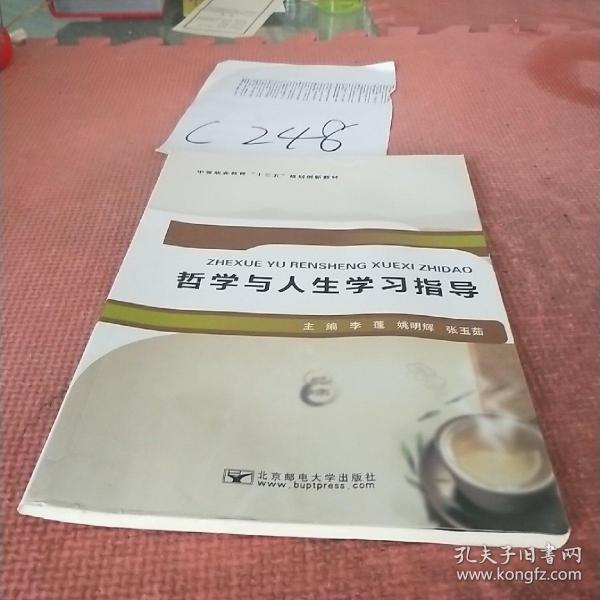 C 248
中等职业教育“十三五”规划创新教材
ZHEXUE YU RENSHENG XUEXI ZHIDAO
哲学与人生学习指导
主 编 李 莲 姚明辉 张玉茹
北京邮电大学出版社
www.buptpress.com
孔夫子旧书网
www.kongfz.com